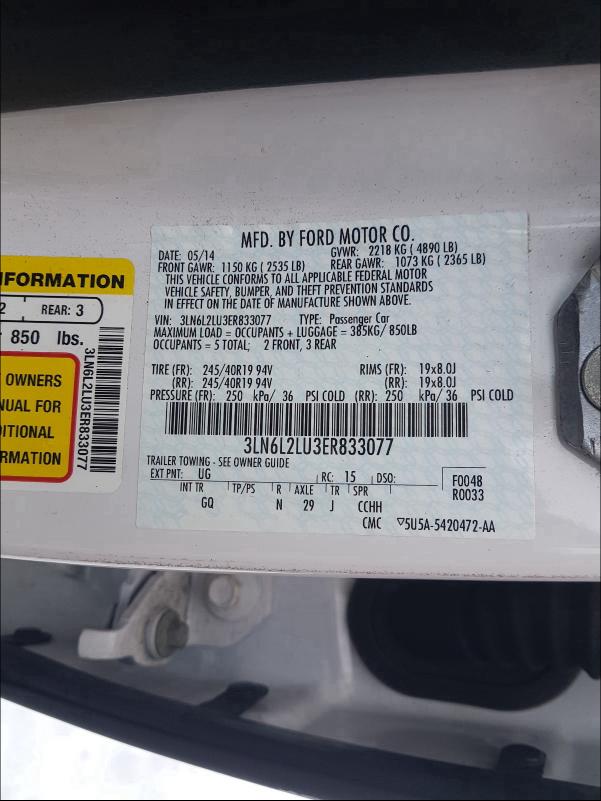 MFD. BY FORD MOTOR CO.
DATE: 05/14 GVWR: 2218 KG ( 4890 LB)
FRONT GAWR: 1150 KG ( 2535 LB) REAR GAWR: 1073 KG ( 2365 LB)
THIS VEHICLE CONFORMS TO ALL APPLICABLE FEDERAL MOTOR
VEHICLE SAFETY, BUMPER, AND THEFT PREVENTION STANDARDS
IN EFFECT ON THE DATE OF MANUFACTURE SHOWN ABOVE.
VIN: 3LN6L2LU3ER833077 TYPE: Passenger Car
MAXIMUM LOAD = OCCUPANTS + LUGGAGE = 385KG/ 850LB
OCCUPANTS = 5 TOTAL; 2 FRONT, 3 REAR
TIRE (FR): 245/40R19 94V RIMS (FR): 19x8.0J
(RR): 245/40R19 94V (RR): 19x8.0J
PRESSURE (FR): 250 kPa/ 36 PSI COLD (RR): 250 kPa/ 36 PSI COLD
3LN6L2LU3ER833077
TRAILER TOWING - SEE OWNER GUIDE
EXT PNT: UG RC: 15 DSO: F0048
INT TR TP/PS R AXLE TR SPR R0033
GQ N 29 J CCHH
CMC ▽5U5A-5420472-AA
INFORMATION
2 REAR: 3
850 lbs.
OWNERS
NUAL FOR
DITIONAL
ORMATION
3LN6L2LU3ER833077